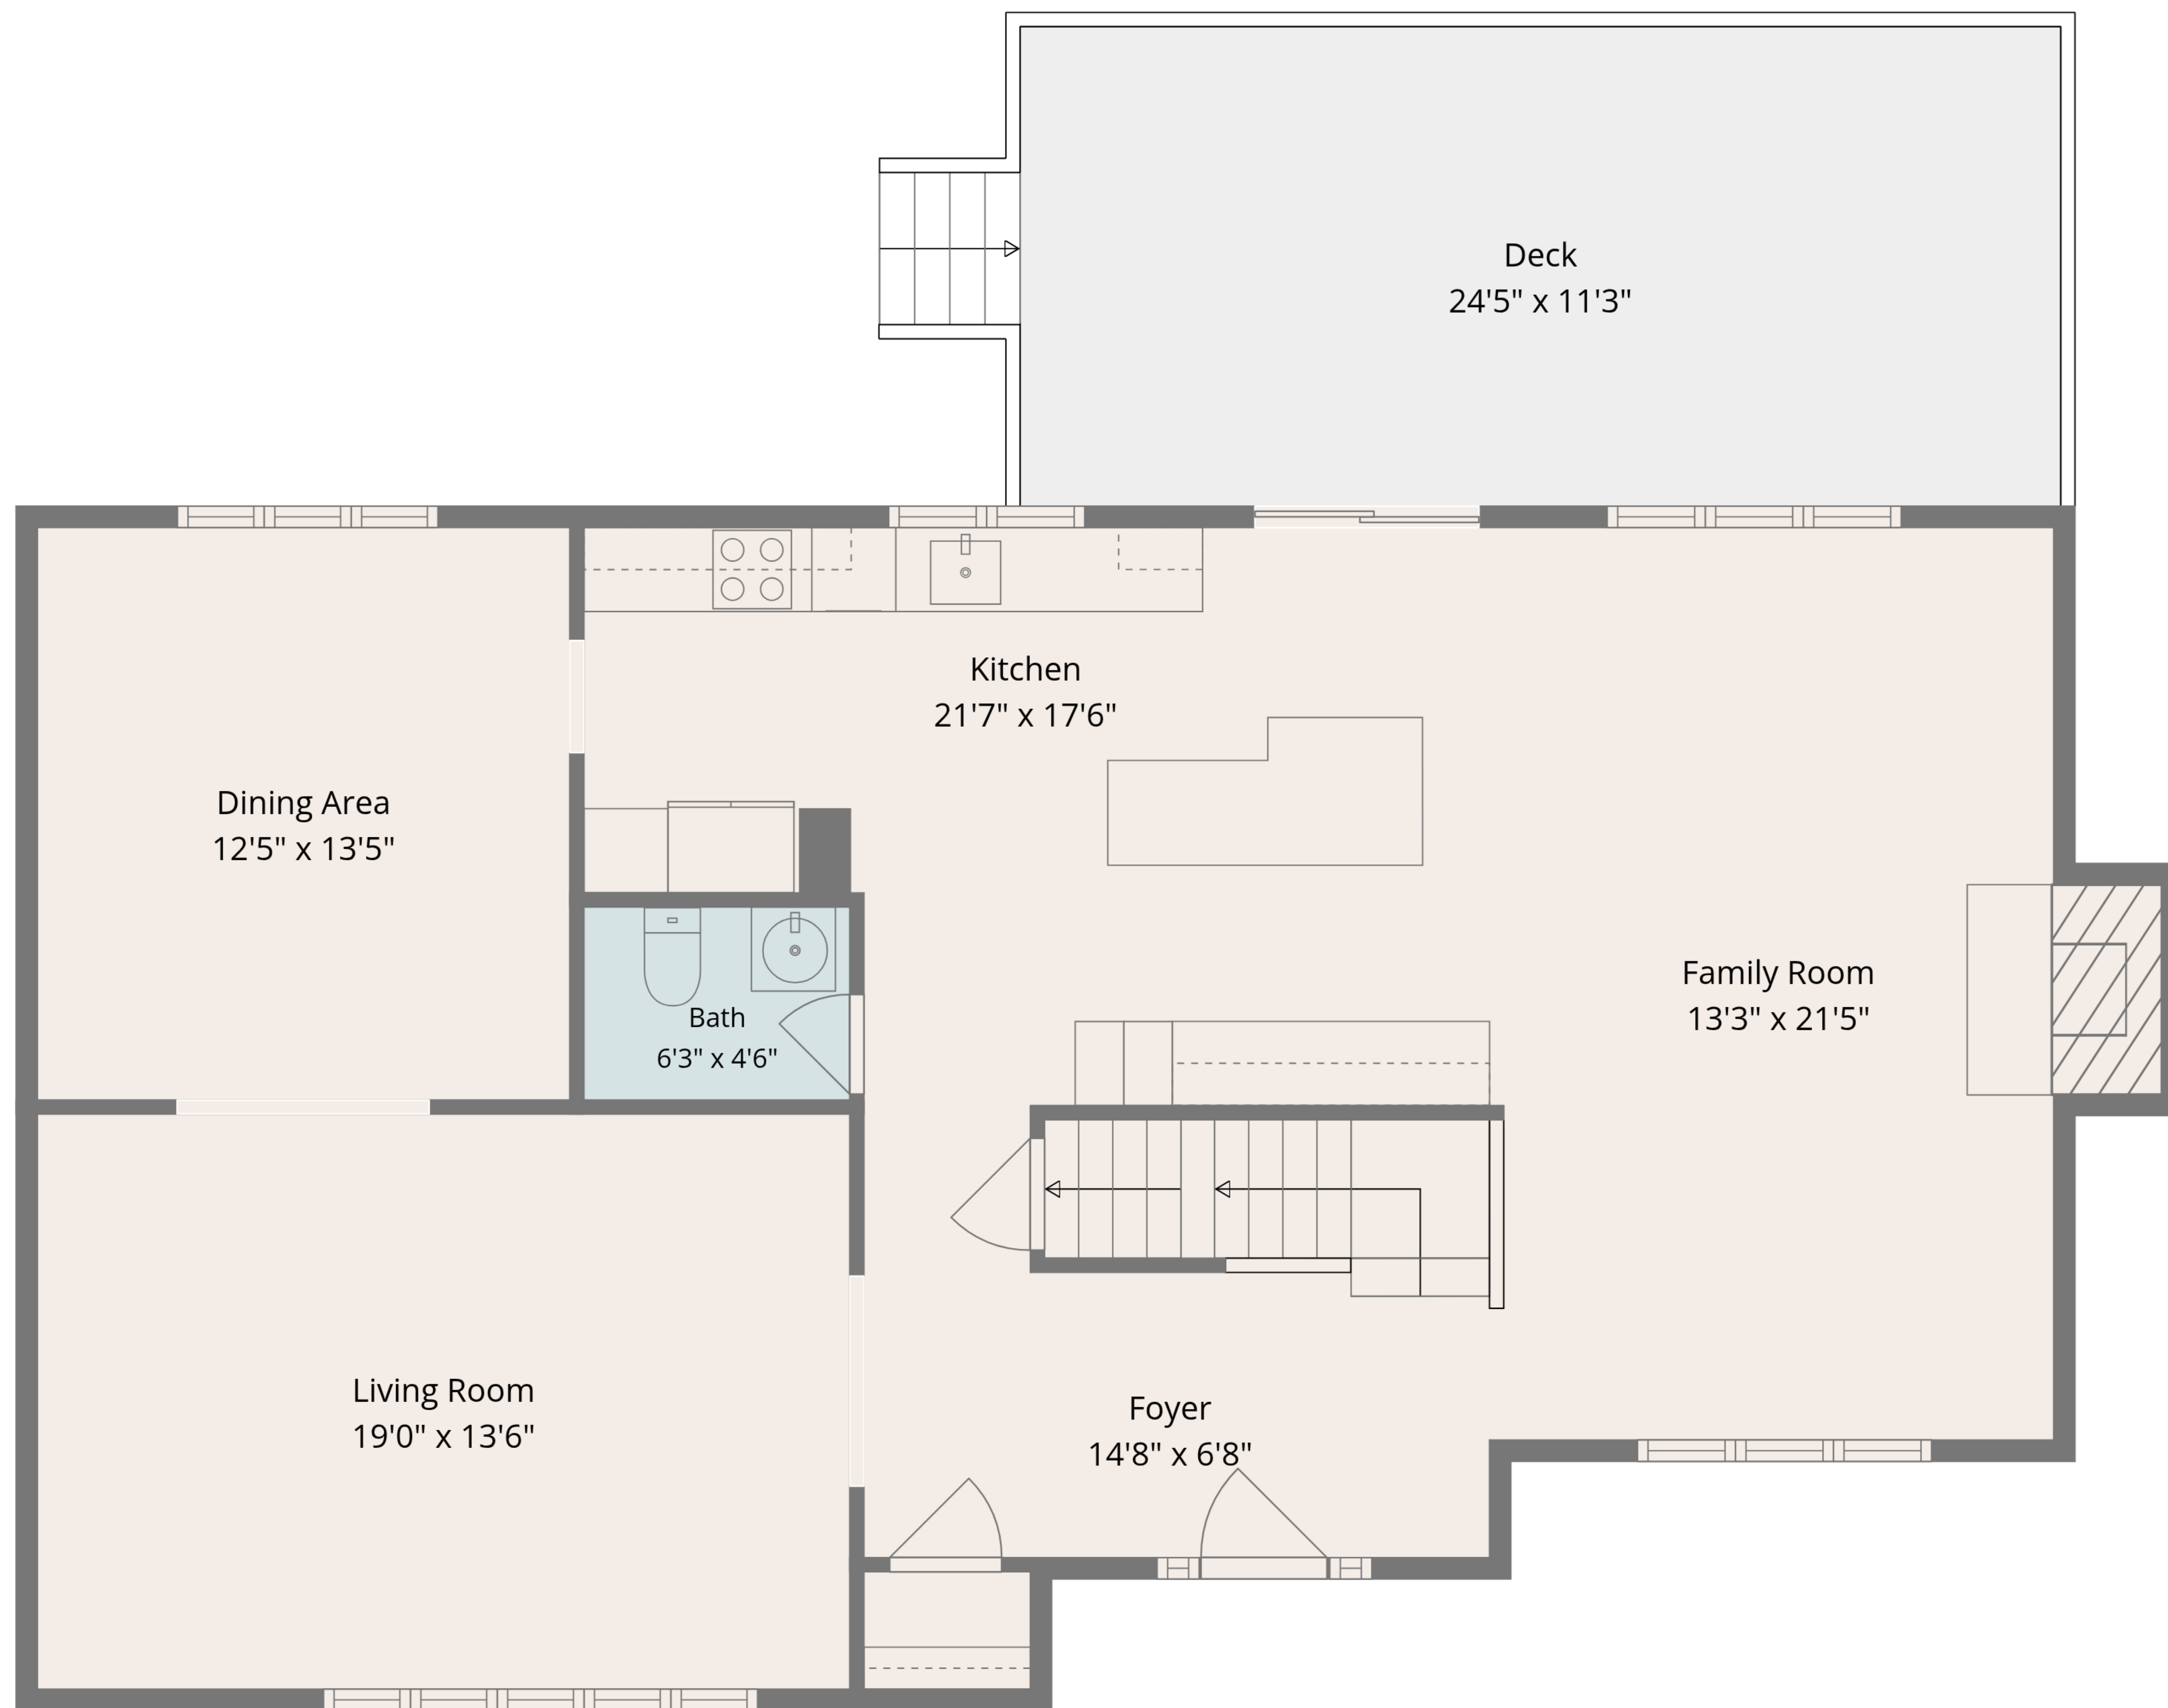 Deck
24'5" x 11'3"
Kitchen
21'7" x 17'6"
Dining Area
12'5" x 13'5"
Family Room
13'3" x 21'5"
Bath
6'3" x 4'6"
Living Room
19'0" x 13'6"
Foyer
14'8" x 6'8"